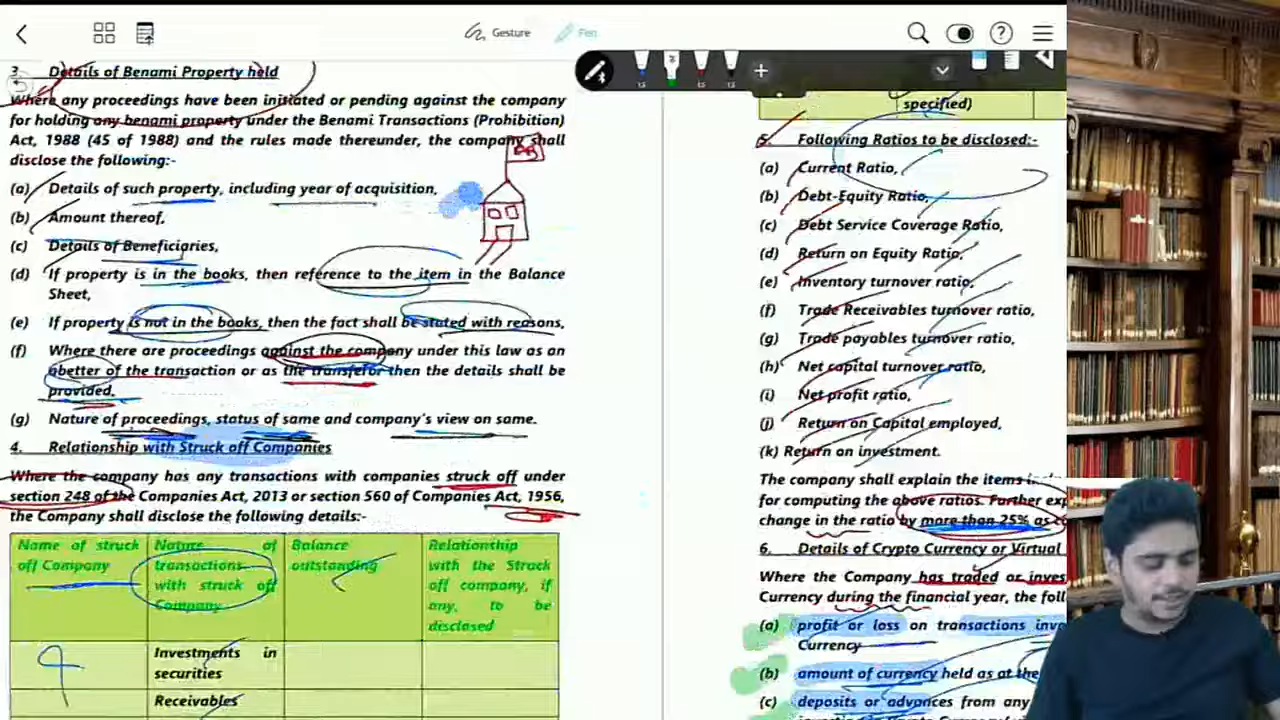 Gesture
Pen
3. Details of Benami Property held
Where any proceedings have been initiated or pending against the company
for holding any benami property under the Benami Transactions (Prohibition)
Act, 1988 (45 of 1988) and the rules made thereunder, the company shall
disclose the following:-
(a) Details of such property, including year of acquisition,
(b) Amount thereof,
(c) Details of Beneficiaries,
(d) If property is in the books, then reference to the item in the Balance
Sheet,
(e) If property is not in the books, then the fact shall be stated with reasons,
(f) Where there are proceedings against the company under this law as an
abetter of the transaction or as the transferor then the details shall be
provided,
(g) Nature of proceedings, status of same and company's view on same.
4. Relationship with Struck off Companies
Where the company has any transactions with companies struck off under
section 248 of the Companies Act, 2013 or section 560 of Companies Act, 1956,
the Company shall disclose the following details:-
Name of struck
off Company
Nature of
transactions
with struck off
Company
Balance
outstanding
Relationship
with the Struck
off company, if
any, to be
disclosed
Investments in
securities
Receivables
specified)
5. Following Ratios to be disclosed:-
(a) Current Ratio,
(b) Debt-Equity Ratio,
(c) Debt Service Coverage Ratio,
(d) Return on Equity Ratio,
(e) Inventory turnover ratio,
(f) Trade Receivables turnover ratio,
(g) Trade payables turnover ratio,
(h) Net capital turnover ratio,
(i) Net profit ratio,
(j) Return on Capital employed,
(k) Return on investment.
The company shall explain the items
for computing the above ratios. Further
change in the ratio by more than 25% as
6. Details of Crypto Currency or Virtual
Where the Company has traded or
Currency during the financial year, the
(a) profit or loss on transactions
Currency
(b) amount of currency held as at the
(c) deposits or advances from any